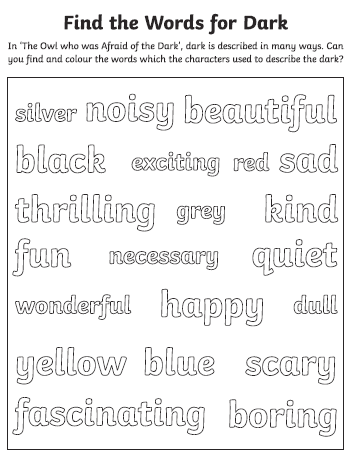 Find the Words for Dark
In 'The Owl who was Afraid of the Dark', dark is described in many ways. Can
you find and colour the words which the characters used to describe the dark?
silver noisy beautiful
black exciting red sad
thrilling grey kind
fun necessary quiet
wonderful happy dull
yellow blue scary
fascinating boring